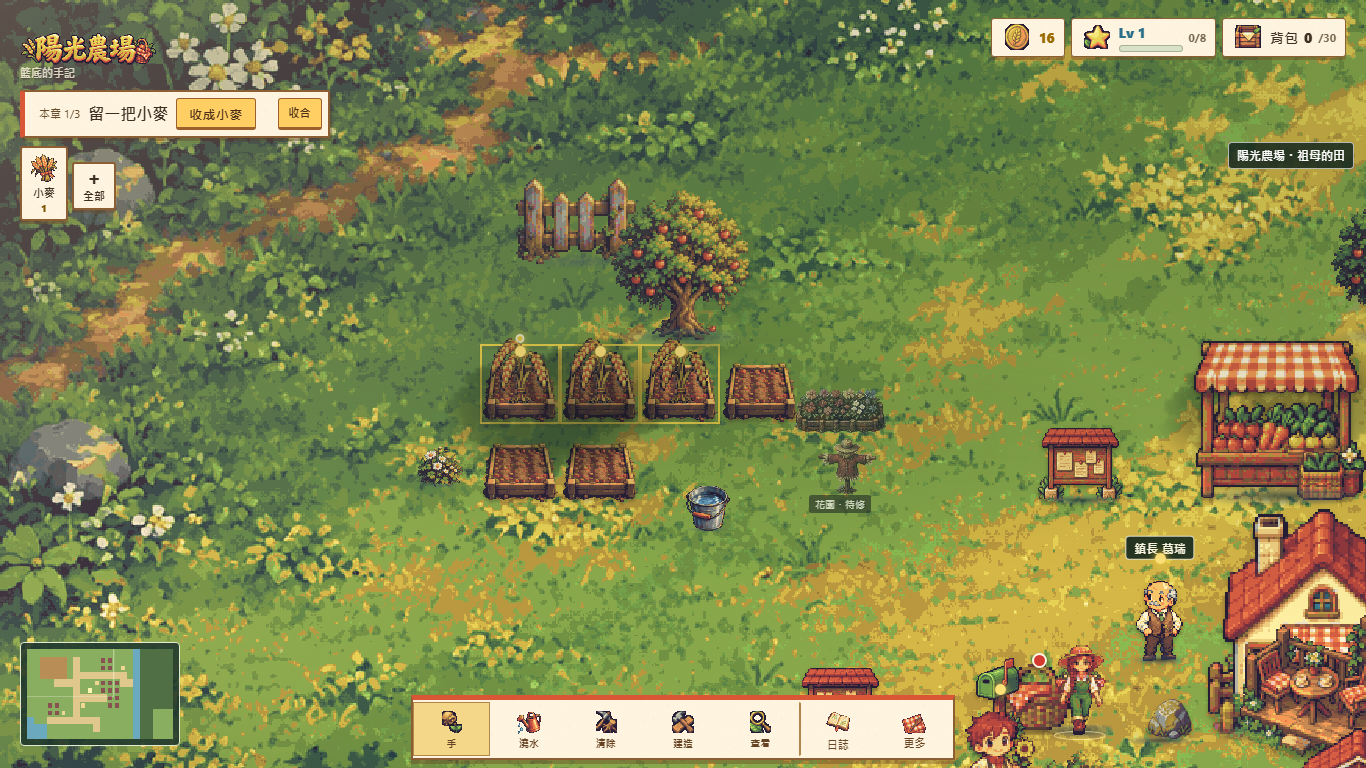 陽光農場
籃底的手記
本章 1/3 留一把小麥 收成小麥 收合
小麥
1
+
全部
16
Lv 1
0/8
背包 0 /30
陽光農場・祖母的田
花圃・待修
鎮長 葛瑞
手
澆水
清除
建造
查看
日誌
更多